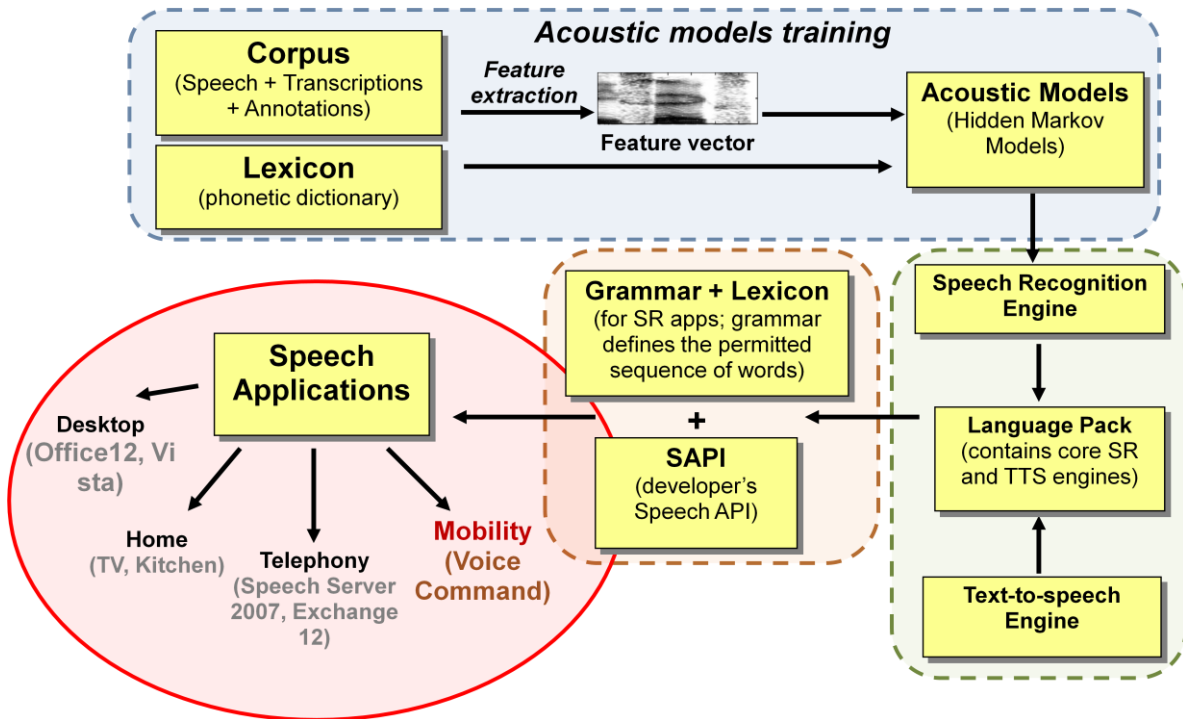 Acoustic models training
Corpus
(Speech + Transcriptions
+ Annotations)
Feature
extraction
Feature vector
Acoustic Models
(Hidden Markov
Models)
Lexicon
(phonetic dictionary)
Speech Recognition
Engine
Grammar + Lexicon
(for SR apps; grammar
defines the permitted
sequence of words)
+
SAPI
(developer's
Speech API)
Language Pack
(contains core SR
and TTS engines)
Text-to-speech
Engine
Speech
Applications
Desktop
(Office12, Vi
sta)
Home
(TV, Kitchen)
Telephony
(Speech Server
2007, Exchange
12)
Mobility
(Voice
Command)